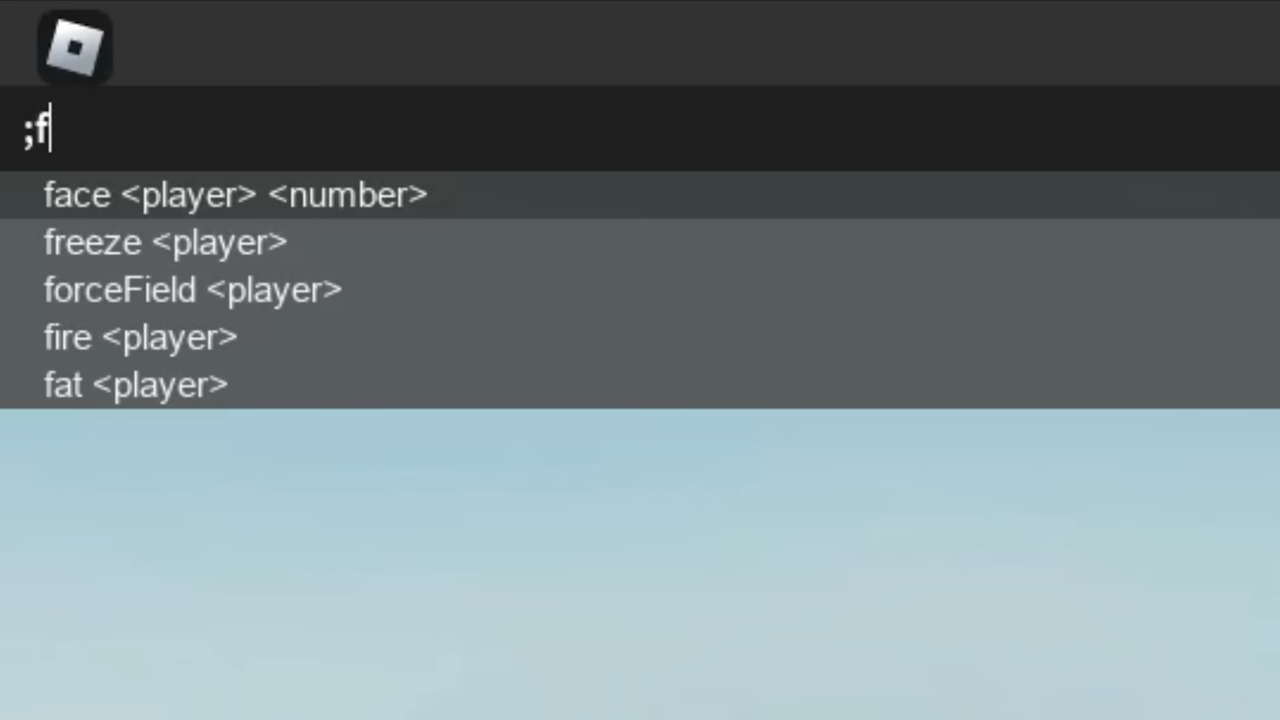 ;f
face <player> <number>
freeze <player>
forceField <player>
fire <player>
fat <player>